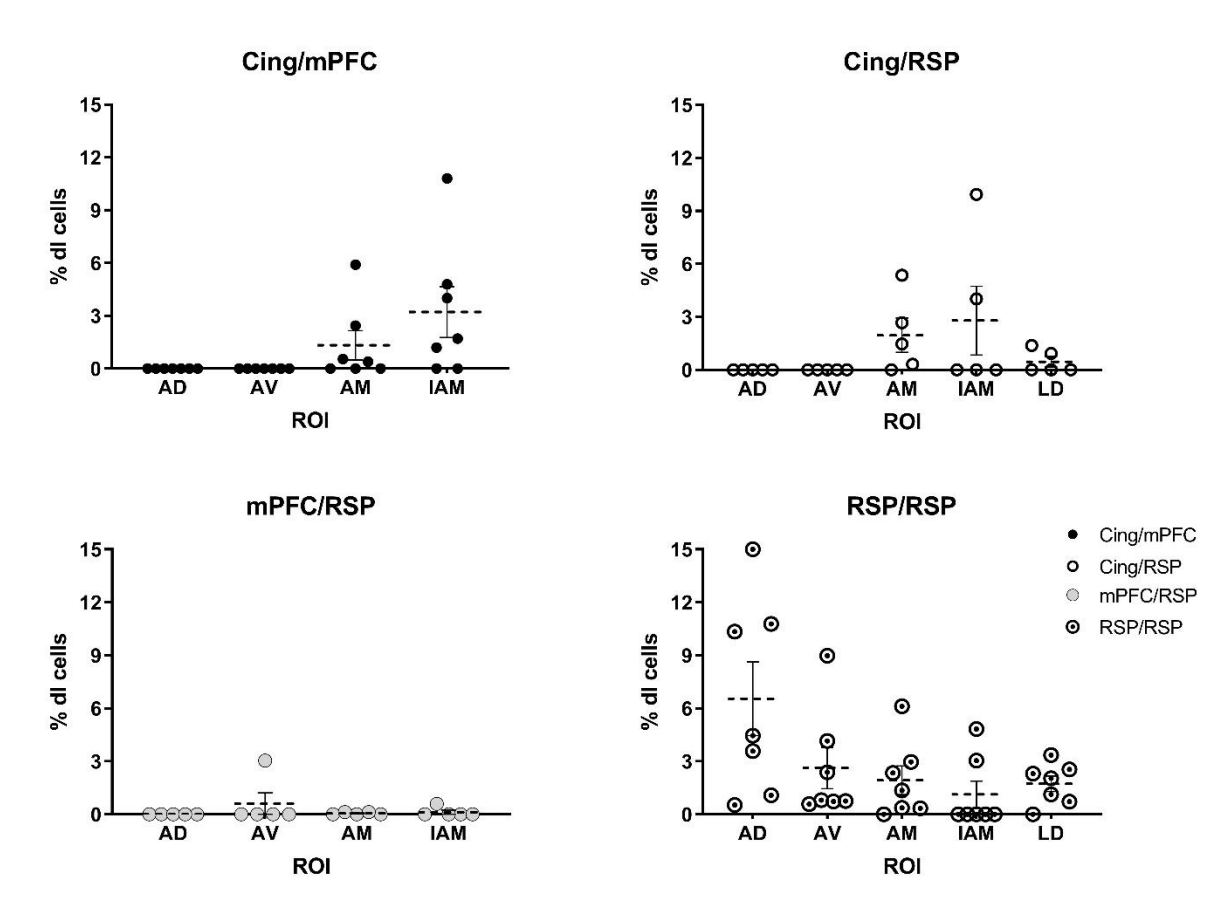 Cing/mPFC
15
12
9
6
3
0
% dl cells
AD AV AM IAM
ROI
Cing/RSP
15
12
9
6
3
0
% dl cells
AD AV AM IAM LD
ROI
mPFC/RSP
15
12
9
6
3
0
% dl cells
AD AV AM IAM
ROI
RSP/RSP
15
12
9
6
3
0
% dl cells
AD AV AM IAM LD
ROI
Cing/mPFC
Cing/RSP
mPFC/RSP
RSP/RSP